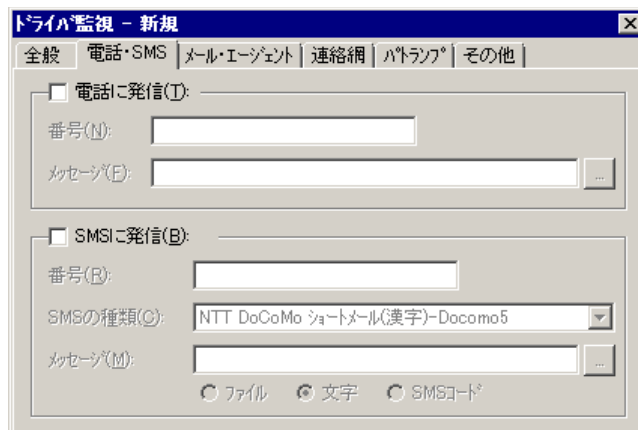 ﾄﾞﾗｲﾊﾞ監視 - 新規
全般 電話･SMS ﾒｰﾙ･ｴｰｼﾞｪﾝﾄ 連絡網 ﾊﾟﾄﾗﾝﾌﾟ その他
電話に発信(T):
番号(N):
ﾒｯｾｰｼﾞ(F): ...
SMSに発信(B):
番号(R):
SMSの種類(C): NTT DoCoMo ｼｮｰﾄﾒｰﾙ(漢字)-Docomo5
ﾒｯｾｰｼﾞ(M): ...
ﾌｧｲﾙ 文字 SMSｺｰﾄﾞ